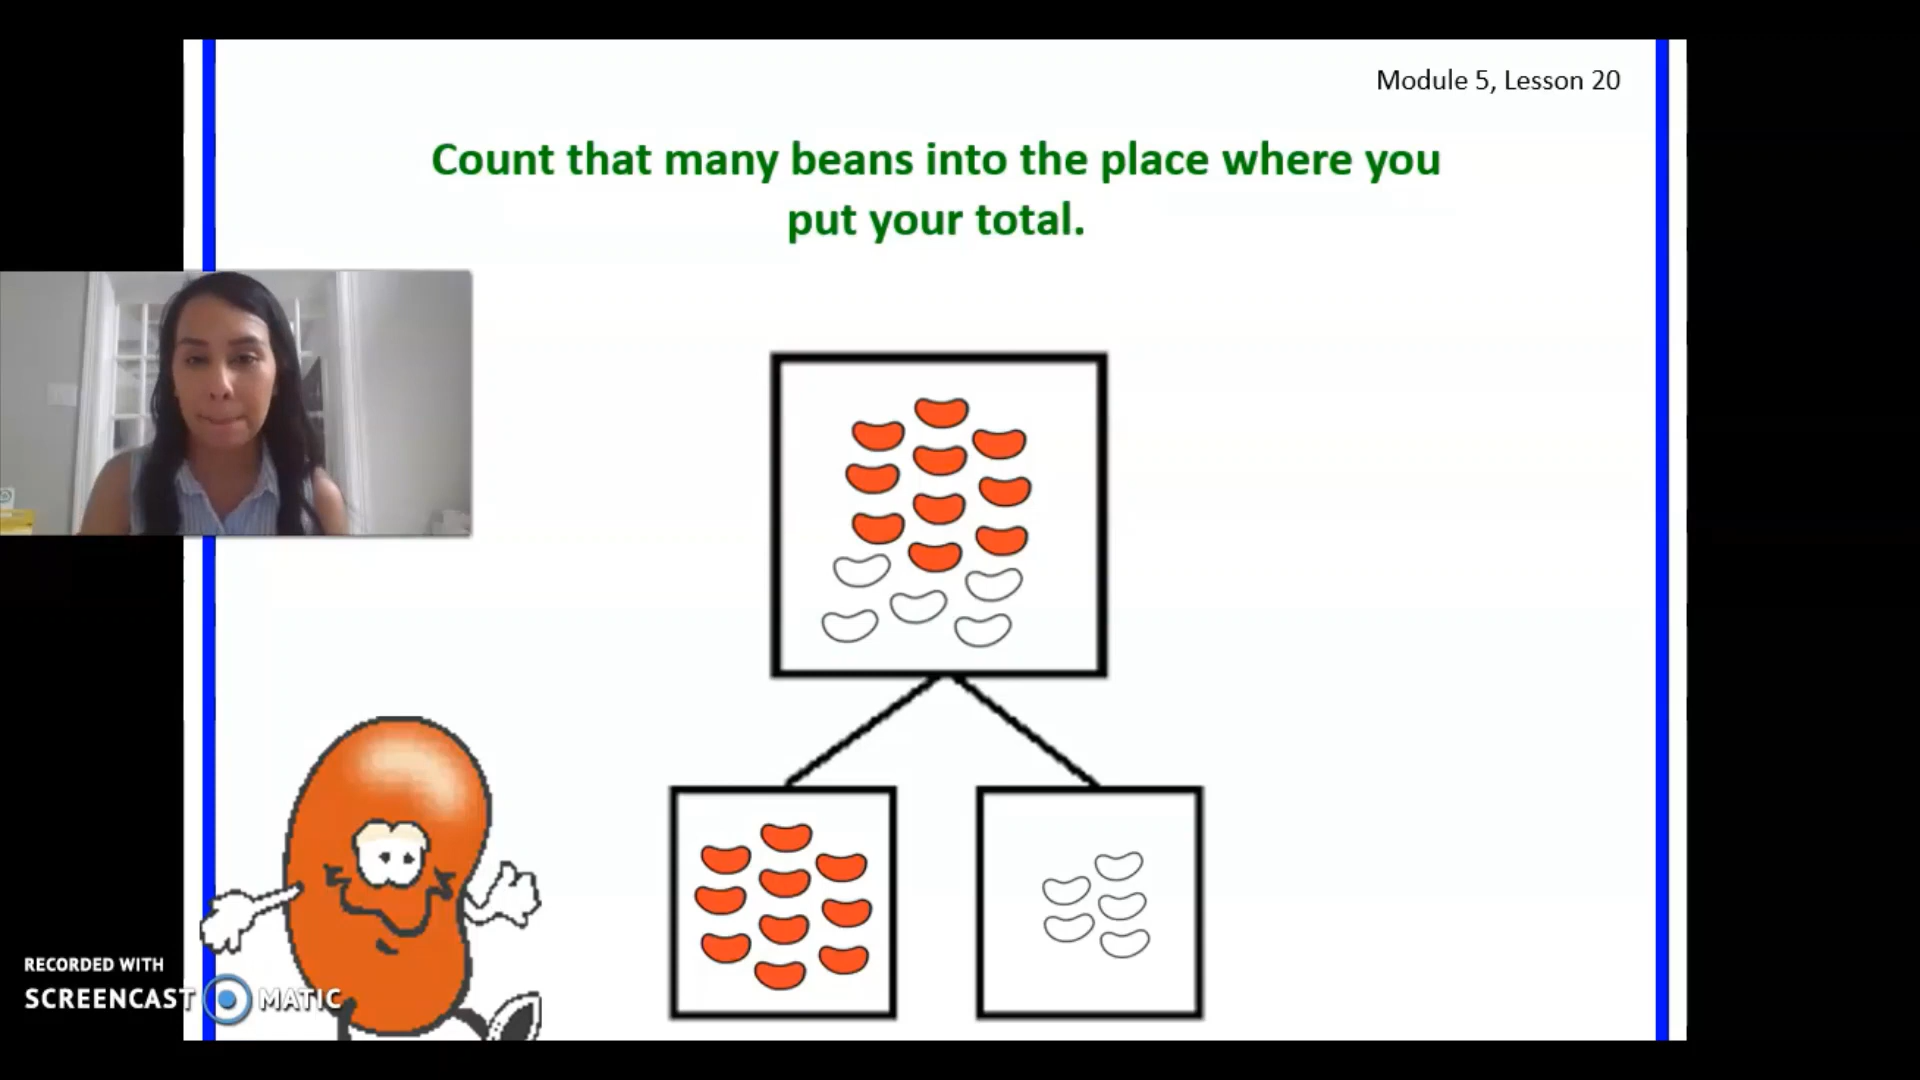 Module 5, Lesson 20
Count that many beans into the place where you
put your total.
RECORDED WITH
SCREENCAST MATIC